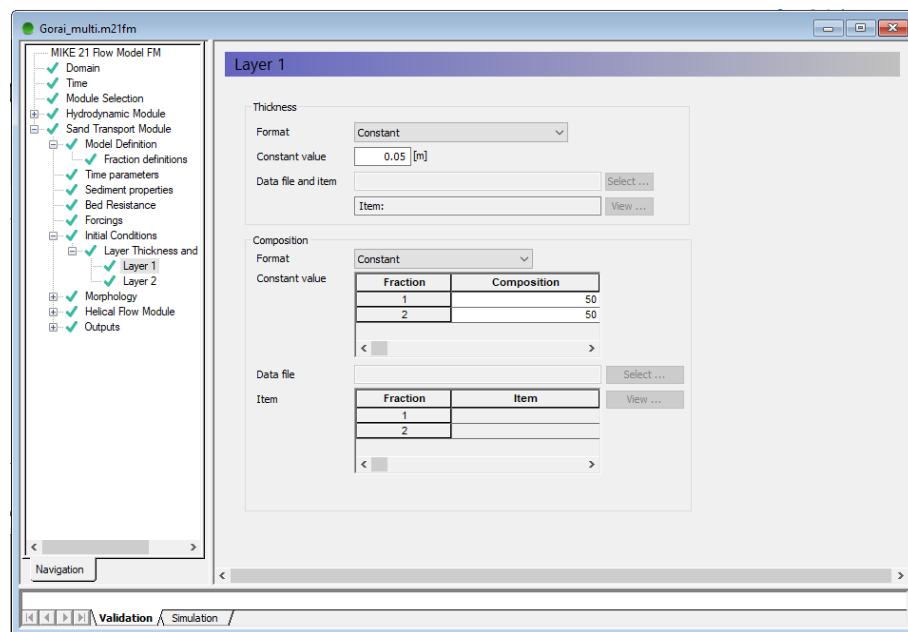 Gorai_multi.m21fm
MIKE 21 Flow Model FM
Domain
Time
Module Selection
Hydrodynamic Module
Sand Transport Module
Model Definition
Fraction definitions
Time parameters
Sediment properties
Bed Resistance
Forcings
Initial Conditions
Layer Thickness and
Layer 1
Layer 2
Morphology
Helical Flow Module
Outputs
Navigation
Layer 1
Thickness
Format Constant
Constant value 0.05 [m]
Data file and item Select ...
Item: View ...
Composition
Format Constant
Constant value Fraction Composition
1 50
2 50
Data file Select ...
Item Fraction Item View ...
1
2
Validation Simulation